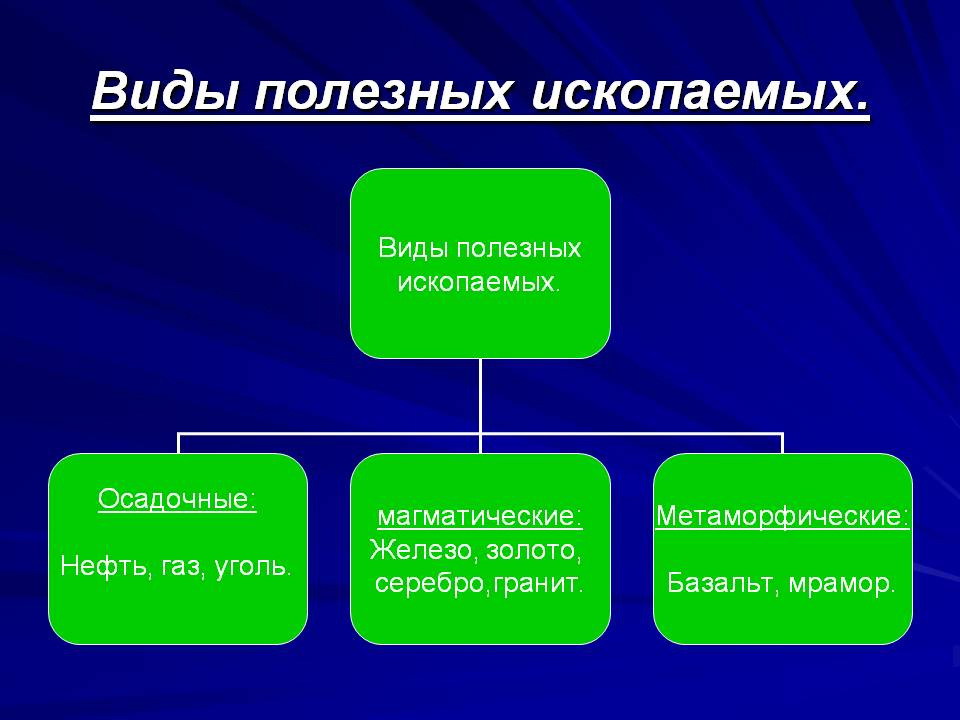 Виды полезных ископаемых.
Виды полезных
ископаемых.
Осадочные:
Нефть, газ, уголь.
магматические:
Железо, золото,
серебро,гранит.
Метаморфические:
Базальт, мрамор.